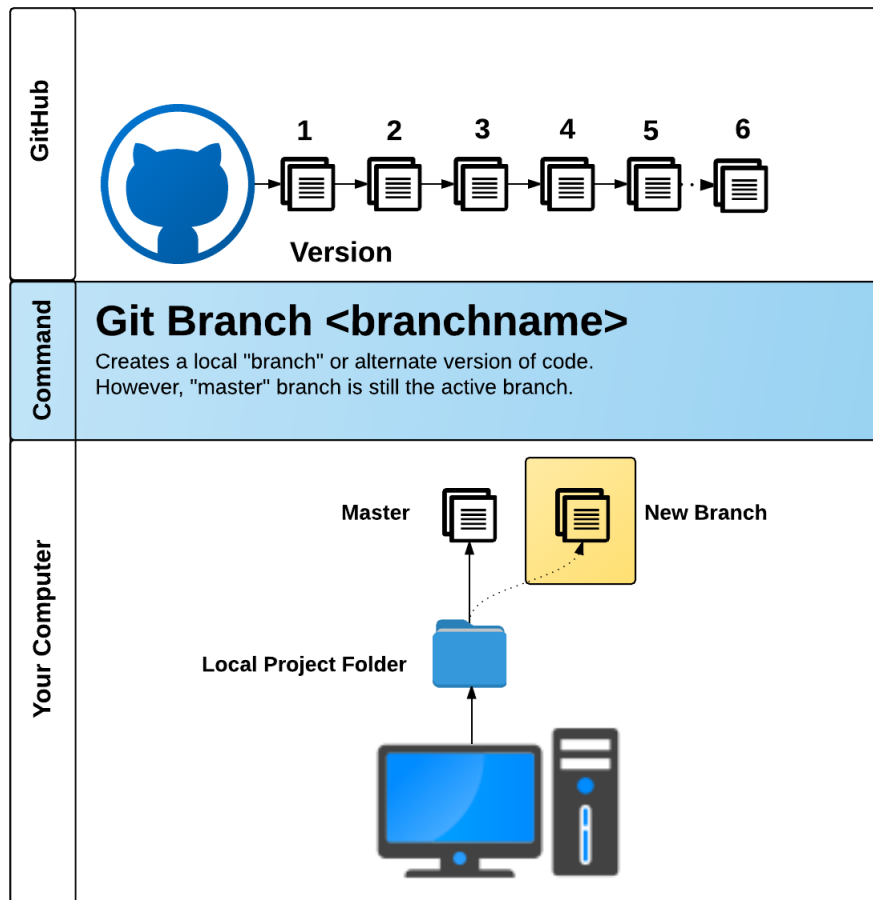 GitHub
1 2 3 4 5 6
Version
Command
Git Branch <branchname>
Creates a local "branch" or alternate version of code.
However, "master" branch is still the active branch.
Your Computer
Master
New Branch
Local Project Folder